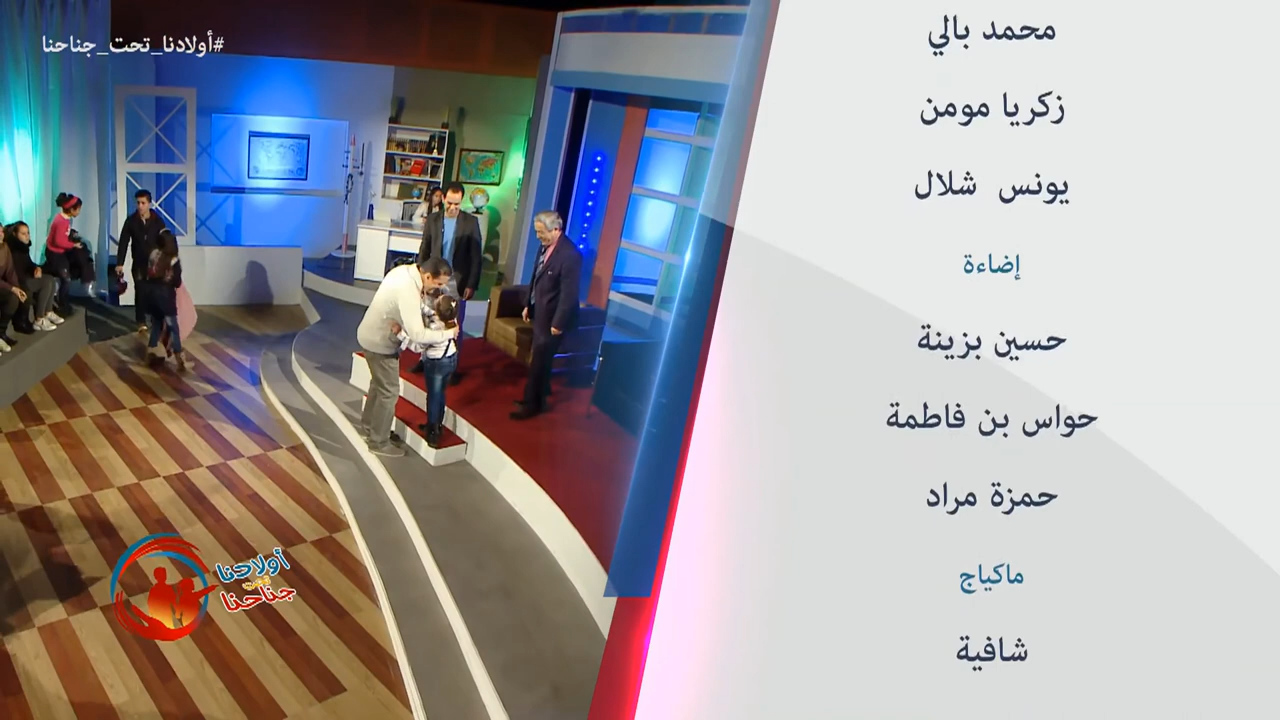 #أولادنا_تحت_جناحنا
محمد بالي
زكريا مومن
يونس شلال
إضاءة
حسين بزينة
حواس بن فاطمة
حمزة مراد
ماكياج
شافية
أولادنا
تحت
جناحنا